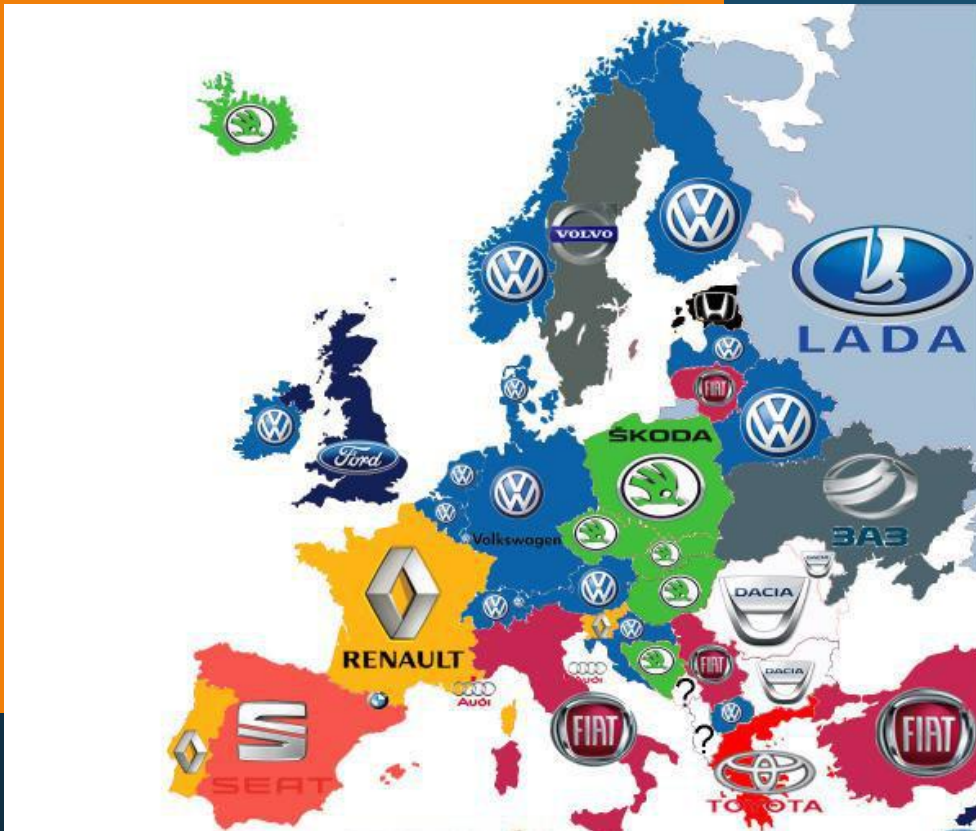 VOLVO
LADA
FIAT
ŠKODA
Ford
Volkswagen
ЗАЗ
DACIA
DACIA
RENAULT
Audi
FIAT
DACIA
Audi
?
?
SEAT
FIAT
FIAT
TOYOTA